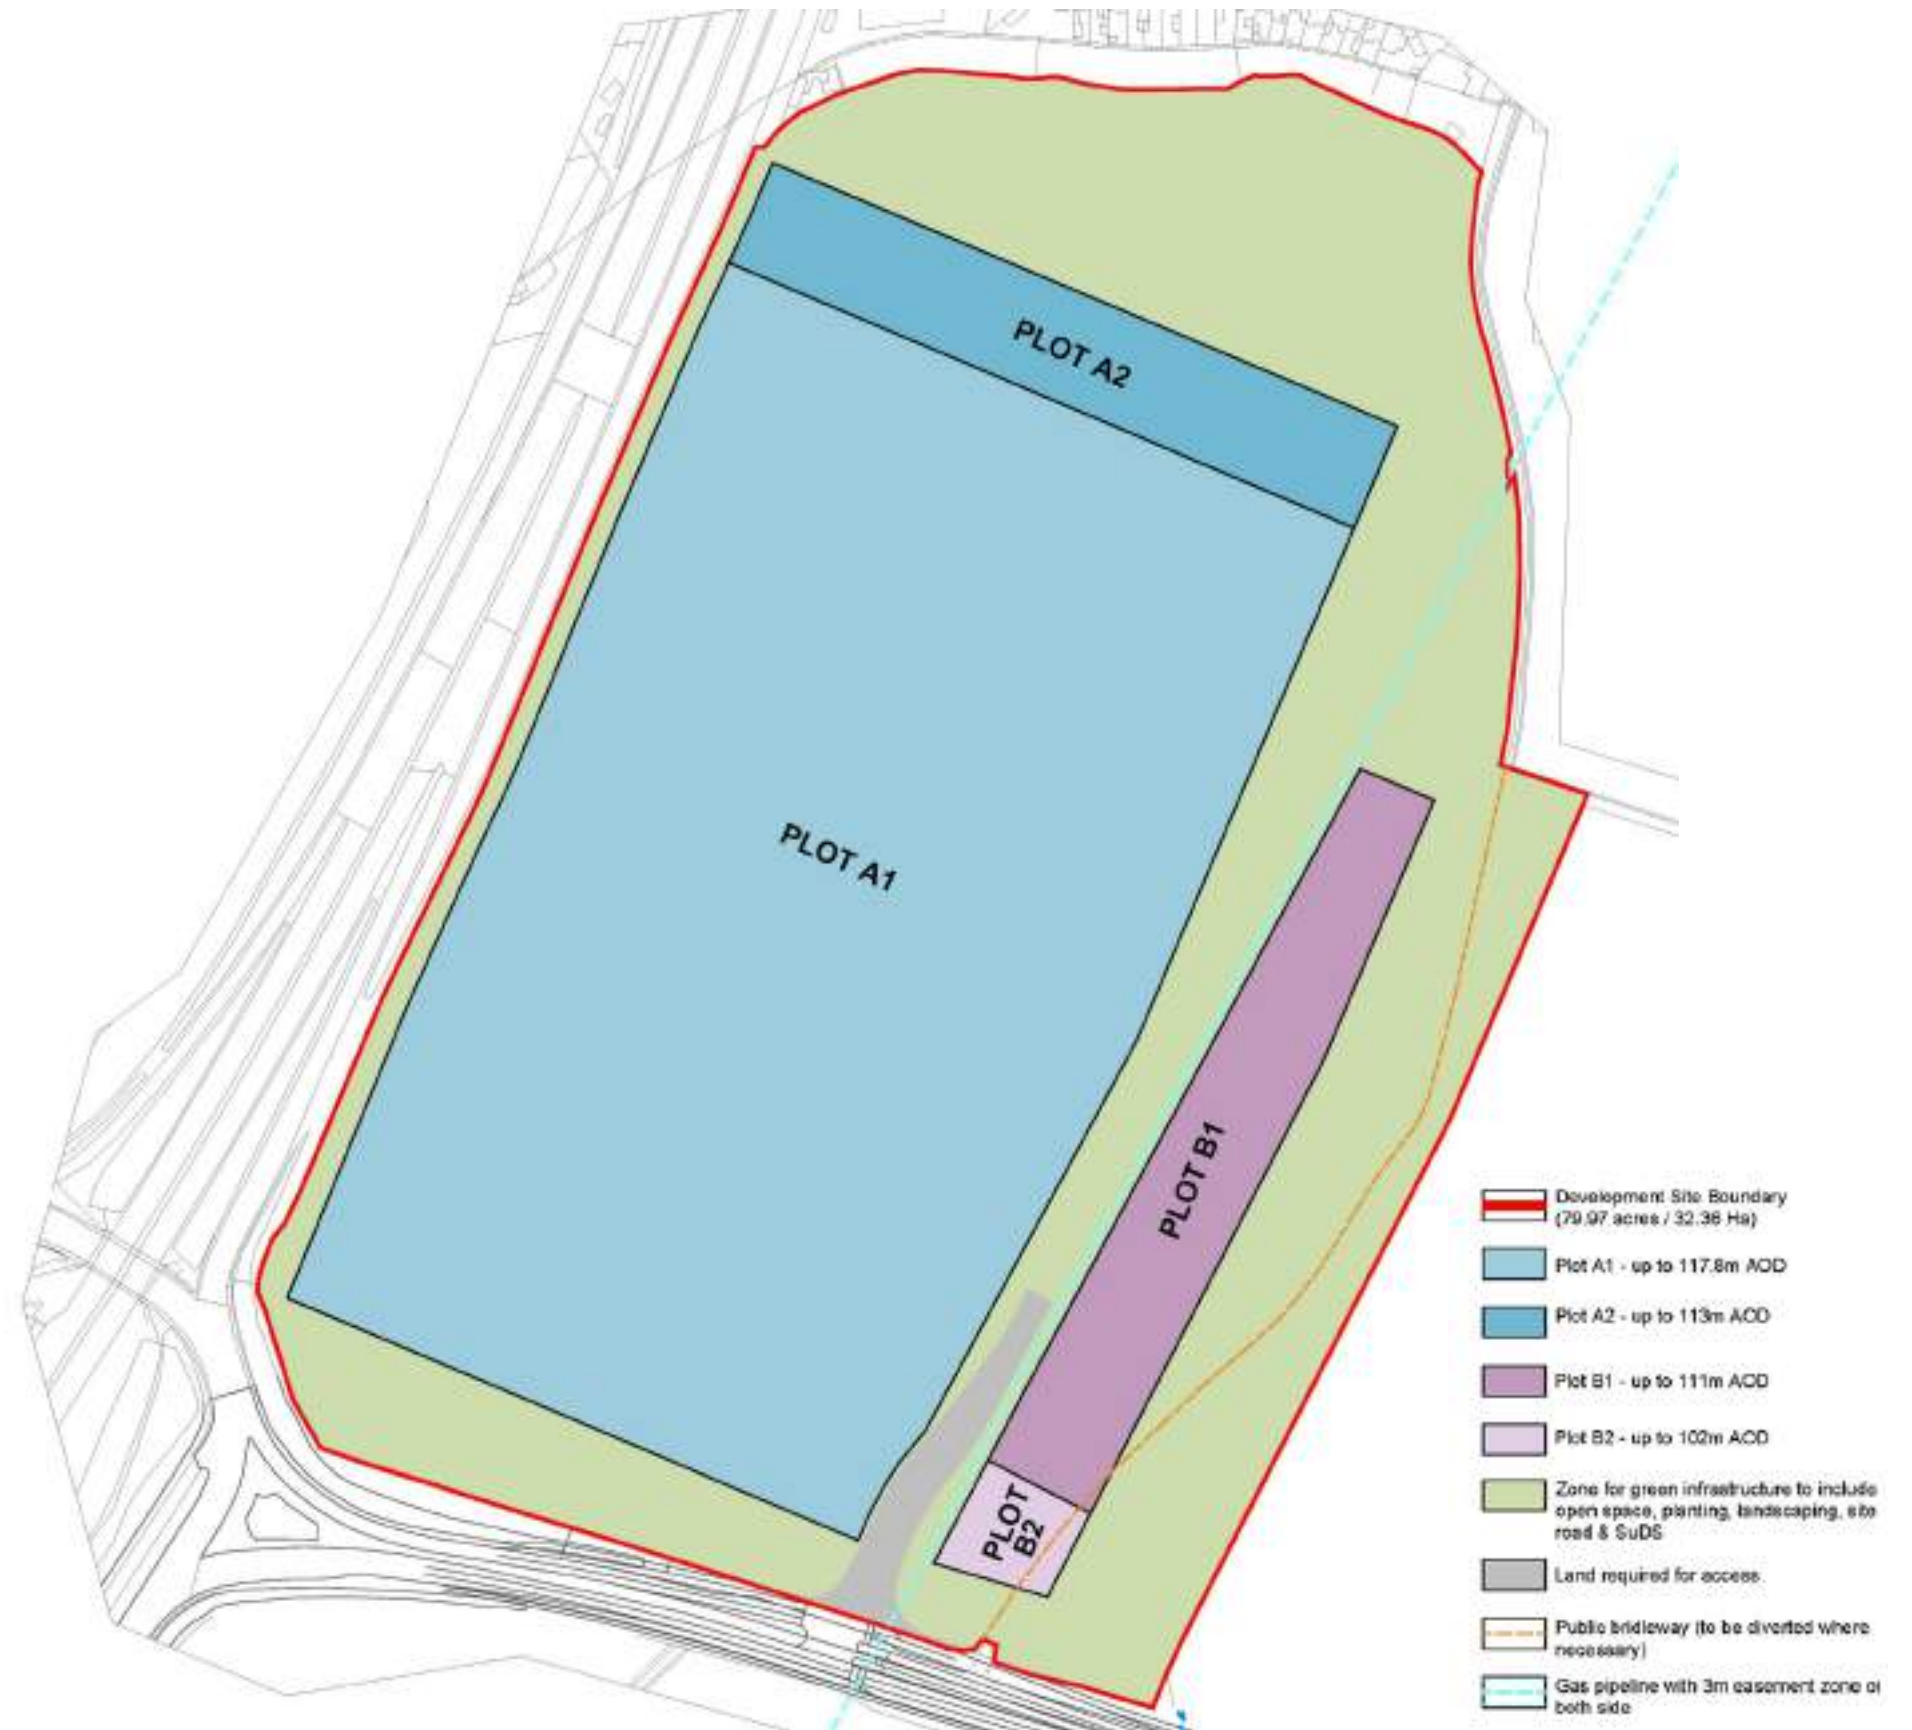 PLOT A2
PLOT A1
PLOT B1
PLOT
B2
Development Site Boundary
(79.97 acres / 32.36 Ha)
Plot A1 - up to 117.8m AOD
Plot A2 - up to 113m AOD
Plot B1 - up to 111m AOD
Plot B2 - up to 102m AOD
Zone for green infrastructure to include
open space, planting, landscaping, site
road & SuDS
Land required for access
Public bridleway (to be diverted where
necessary)
Gas pipeline with 3m easement zone o
both side